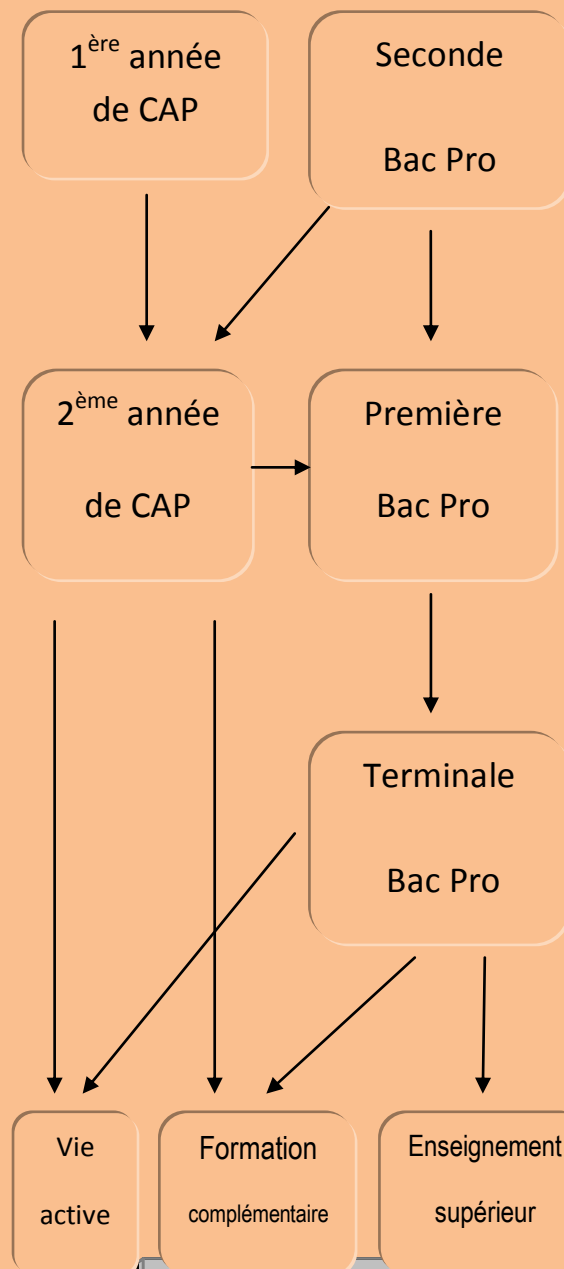 1ère année
de CAP
Seconde
Bac Pro
2ème année
de CAP
Première
Bac Pro
Terminale
Bac Pro
Vie
active
Formation
complémentaire
Enseignement
supérieur